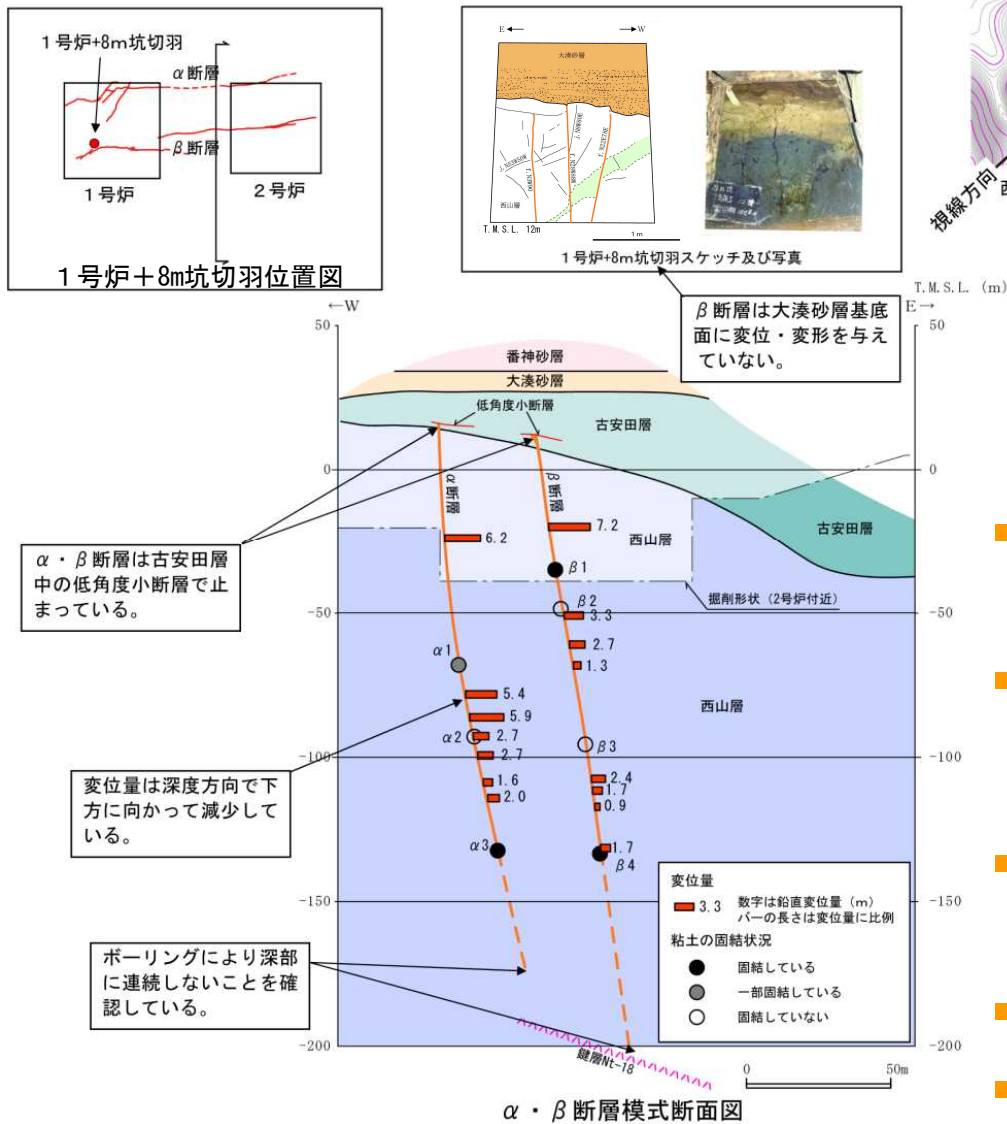 1号炉+8m坑切羽
α断層
β断層
1号炉
2号炉
1号炉+8m坑切羽位置図
E
W
大湊砂層
西山層
T.M.S.L. 12m
1m
1号炉+8m坑切羽スケッチ及び写真
視線方向
β断層は大湊砂層基底
面に変位・変形を与え
ていない。
T.M.S.L. (m)
←W
E→
50
0
-50
-100
-150
-200
50
0
-50
-100
-150
-200
番神砂層
大湊砂層
低角度小断層
古安田層
古安田層
α断層
β断層
西山層
西山層
掘削形状（2号炉付近）
α・β断層は古安田層
中の低角度小断層で止
まっている。
変位量は深度方向で下
方に向かって減少して
いる。
ボーリングにより深部
に連続しないことを確
認している。
6.2
α1
5.4
5.9
α2
2.7
2.7
1.6
2.0
α3
7.2
β1
β2
3.3
2.7
1.3
β3
2.4
1.7
0.9
1.7
β4
変位量
3.3
数字は鉛直変位量（m）
バーの長さは変位量に比例
粘土の固結状況
固結している
一部固結している
固結していない
鍵層Nt-18
0
50m
α・β断層模式断面図